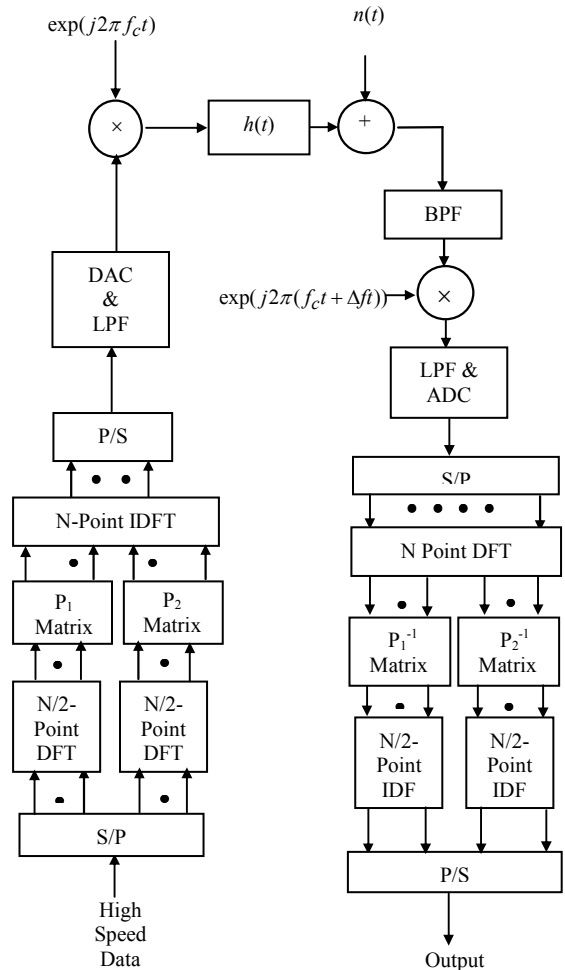 exp(j2πf_ct)
n(t)
×
h(t)
+
BPF
DAC
&
LPF
exp(j2π(f_ct + Δft))
×
LPF &
ADC
P/S
S/P
N-Point IDFT
N Point DFT
P₁
Matrix
P₂
Matrix
P₁⁻¹
Matrix
P₂⁻¹
Matrix
N/2-
Point
DFT
N/2-
Point
DFT
N/2-
Point
IDF
N/2-
Point
IDF
S/P
P/S
High
Speed
Data
Output